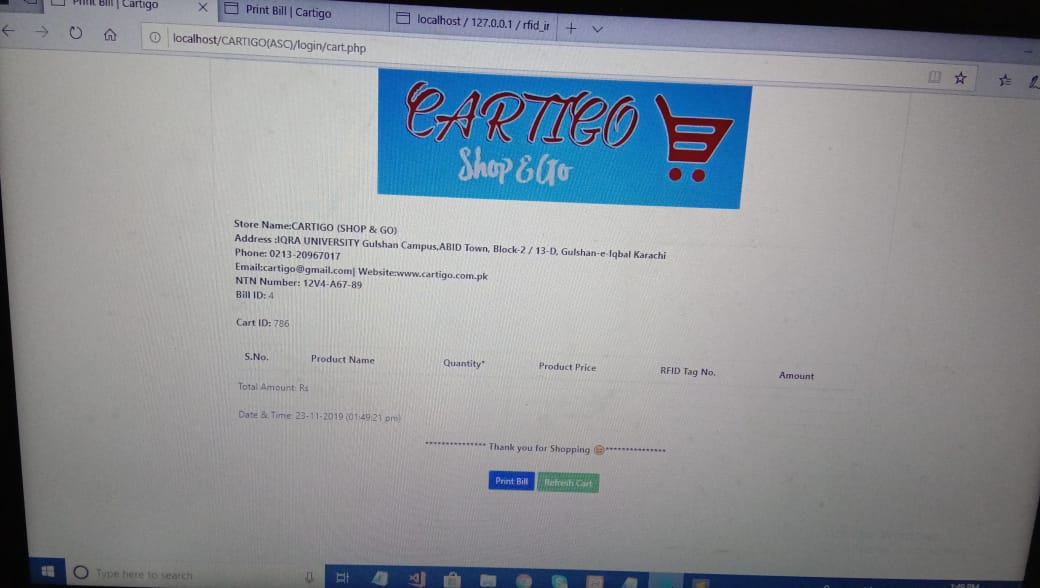 Print Bill | Cartigo
Print Bill | Cartigo
localhost / 127.0.0.1 / rfid_ir
localhost/CARTIGO(ASC)/login/cart.php
CARTIGO
Shop & Go
Store Name:CARTIGO (SHOP & GO)
Address :IQRA UNIVERSITY Gulshan Campus,ABID Town, Block-2 / 13-D, Gulshan-e-Iqbal Karachi
Phone: 0213-20967017
Email:cartigo@gmail.com| Website:www.cartigo.com.pk
NTN Number: 12V4-A67-89
Bill ID: 4
Cart ID: 786
S.No. Product Name Quantity* Product Price RFID Tag No. Amount
Total Amount: Rs
Date & Time: 23-11-2019 (01:49:21 pm)
*************** Thank you for Shopping 😊***************
Print Bill Refresh Cart
Type here to search
1:49 PM